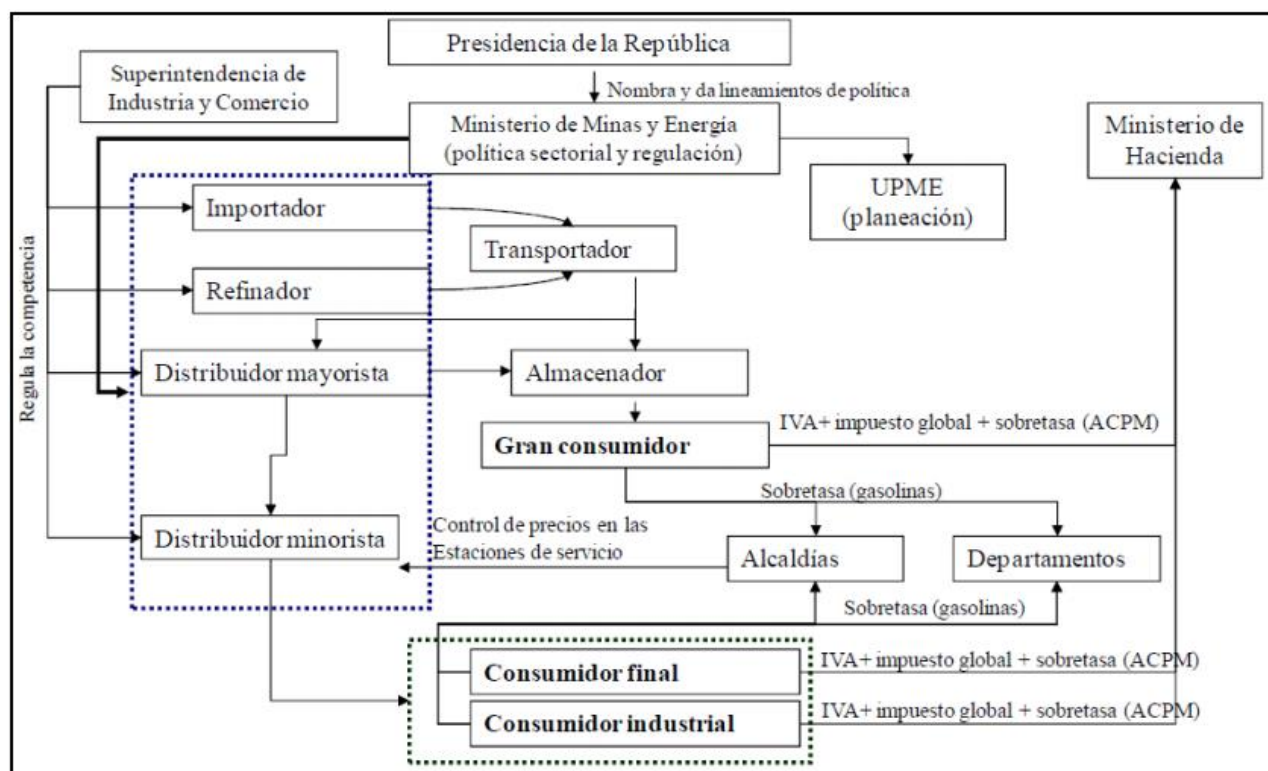 Presidencia de la República
Superintendencia de
Industria y Comercio
Nombra y da lineamientos de política
Ministerio de Minas y Energía
(política sectorial y regulación)
Ministerio de
Hacienda
UPME
(planeación)
Importador
Transportador
Refinador
Regula la competencia
Distribuidor mayorista
Almacenador
IVA+ impuesto global + sobretasa (ACPM)
Gran consumidor
Sobretasa (gasolinas)
Distribuidor minorista
Control de precios en las
Estaciones de servicio
Alcaldías
Departamentos
Sobretasa (gasolinas)
Consumidor final
IVA+ impuesto global + sobretasa (ACPM)
Consumidor industrial
IVA+ impuesto global + sobretasa (ACPM)